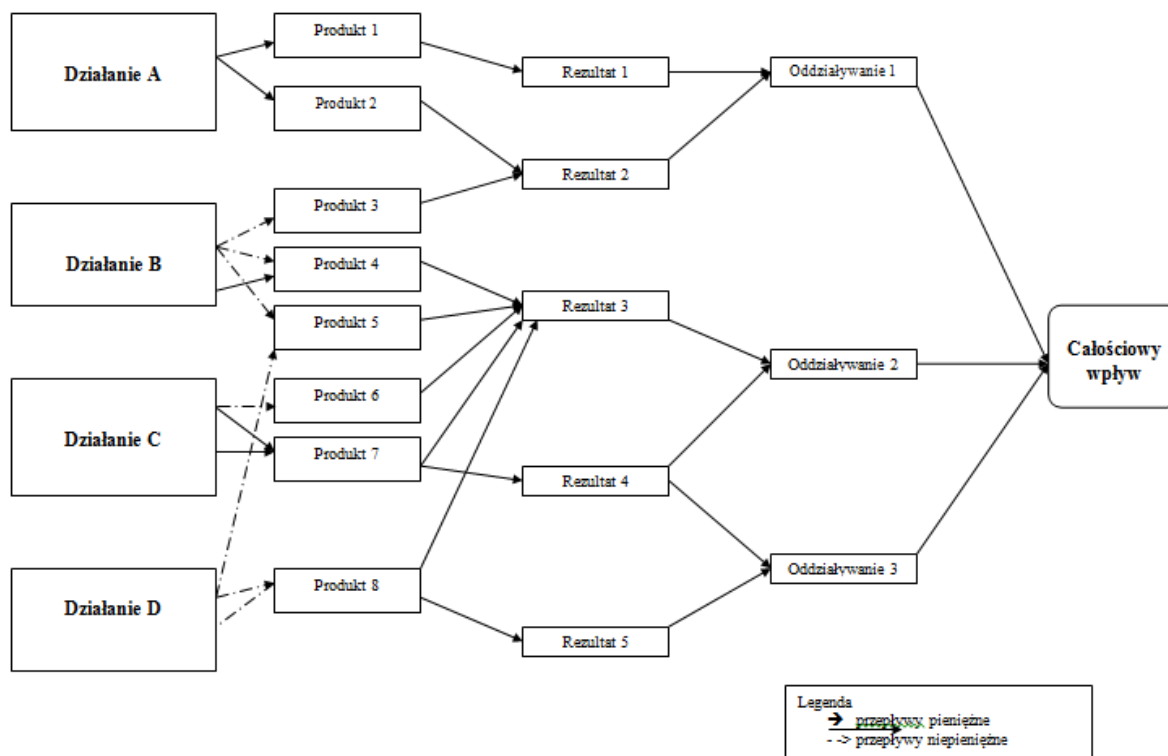 Działanie A
Produkt 1
Produkt 2
Rezultat 1
Oddziaływanie 1
Rezultat 2
Działanie B
Produkt 3
Produkt 4
Produkt 5
Rezultat 3
Oddziaływanie 2
Całościowy
wpływ
Działanie C
Produkt 6
Produkt 7
Rezultat 4
Działanie D
Produkt 8
Oddziaływanie 3
Rezultat 5
Legenda
przepływy pieniężne
przepływy niepieniężne